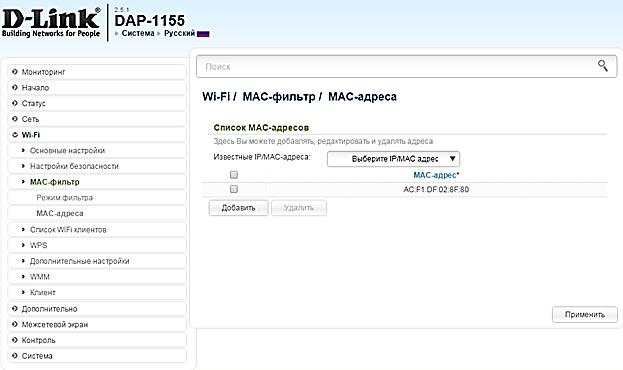 D-Link®
Building Networks for People
2.5.1
DAP-1155
Система Русский
Мониторинг
Начало
Статус
Сеть
Wi-Fi
Основные настройки
Настройки безопасности
MAC-фильтр
Режим фильтра
MAC-адреса
Список WiFi клиентов
WPS
Дополнительные настройки
WMM
Клиент
Дополнительно
Межсетевой экран
Контроль
Система
Поиск
Wi-Fi / MAC-фильтр / MAC-адреса
Список MAC-адресов
Здесь Вы можете добавлять, редактировать и удалять адреса
Известные IP/MAC-адреса: Выберите IP/MAC адрес
MAC-адрес*
AC:F1:DF:02:8F:80
Добавить Удалить
Применить